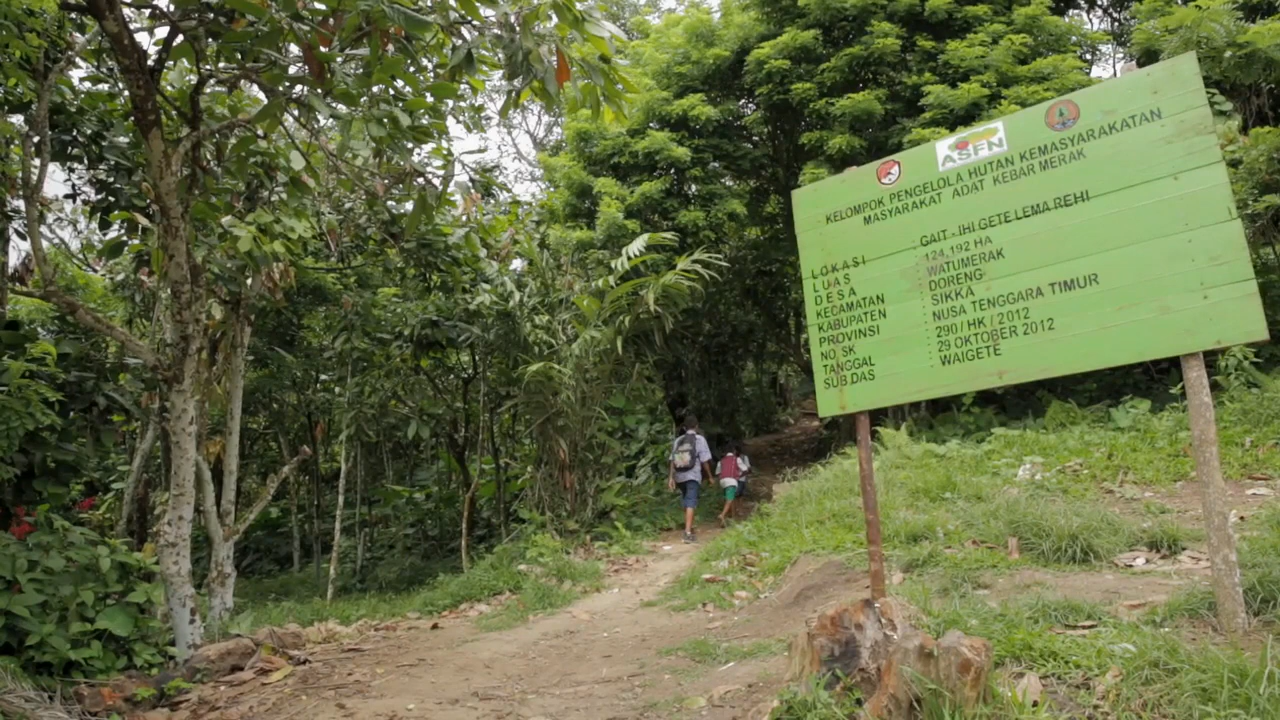 ASFN
KELOMPOK PENGELOLA HUTAN KEMASYARAKATAN
MASYARAKAT ADAT KEBAR MERAK
LOKASI : GAIT - IHI GETE LEMA REHI
LUAS : 124,192 HA
DESA : WATUMERAK
KECAMATAN : DORENG
KABUPATEN : SIKKA
PROVINSI : NUSA TENGGARA TIMUR
NO SK : 290 / HK / 2012
TANGGAL : 29 OKTOBER 2012
SUB DAS : WAIGETE